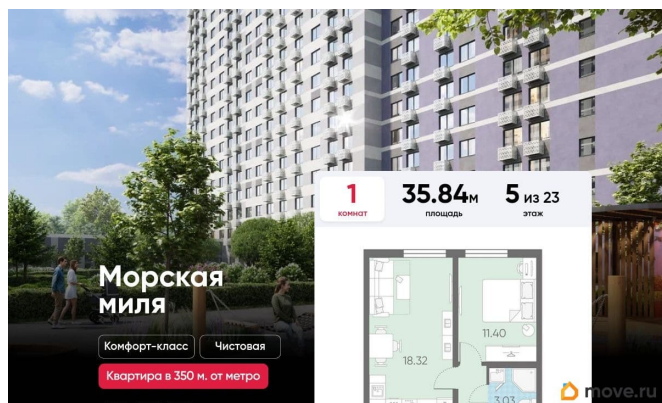 1
комнат
35.84м
площадь
5 из 23
этаж
Морская
миля
Комфорт-класс
Чистовая
Квартира в 350 м. от метро
18.32
11.40
3.03
move.ru